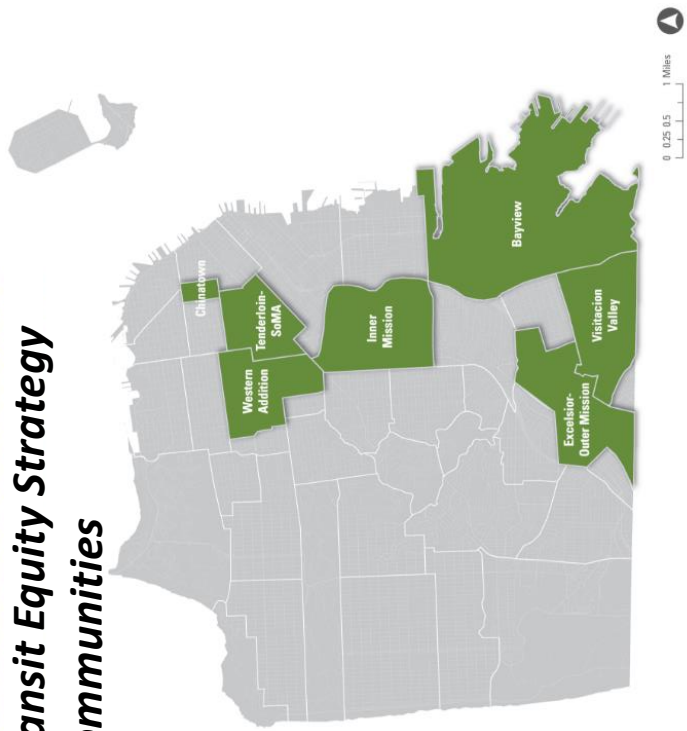 ansit Equity Strategy
ommunities
Chinatown
Tenderloin-
SoMA
Western
Addition
Inner
Mission
Bayview
Excelsior-
Outer Mission
Visitacion
Valley
0 0.25 0.5 1 Miles